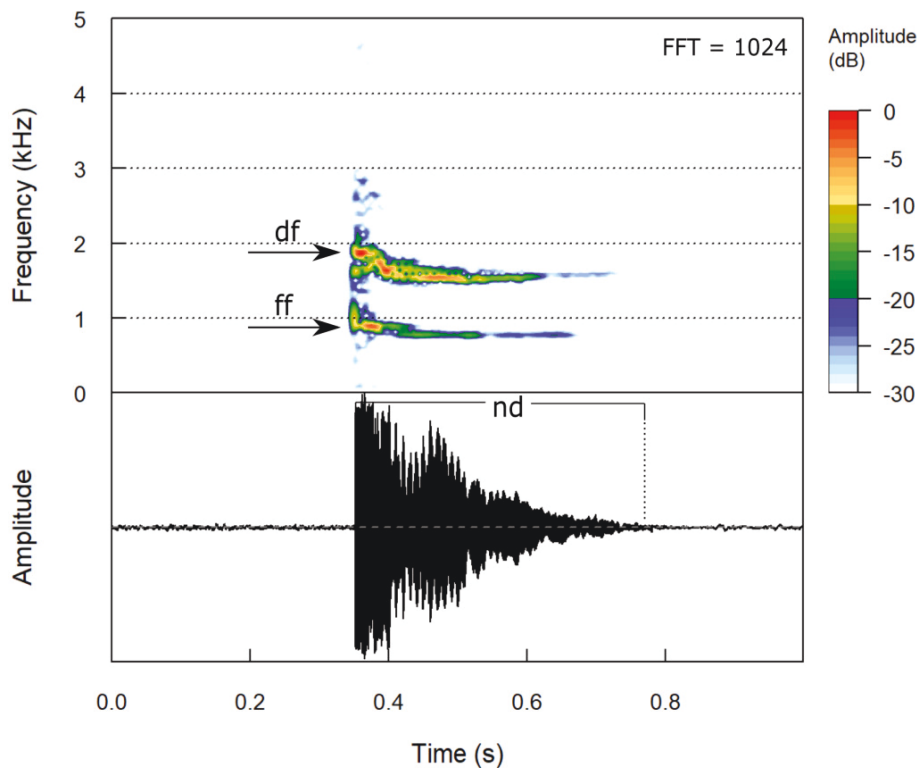 FFT = 1024
Amplitude
(dB)
0
-5
-10
-15
-20
-25
-30
Frequency (kHz)
5
4
3
2
1
0
df
ff
nd
Amplitude
0.0 0.2 0.4 0.6 0.8
Time (s)